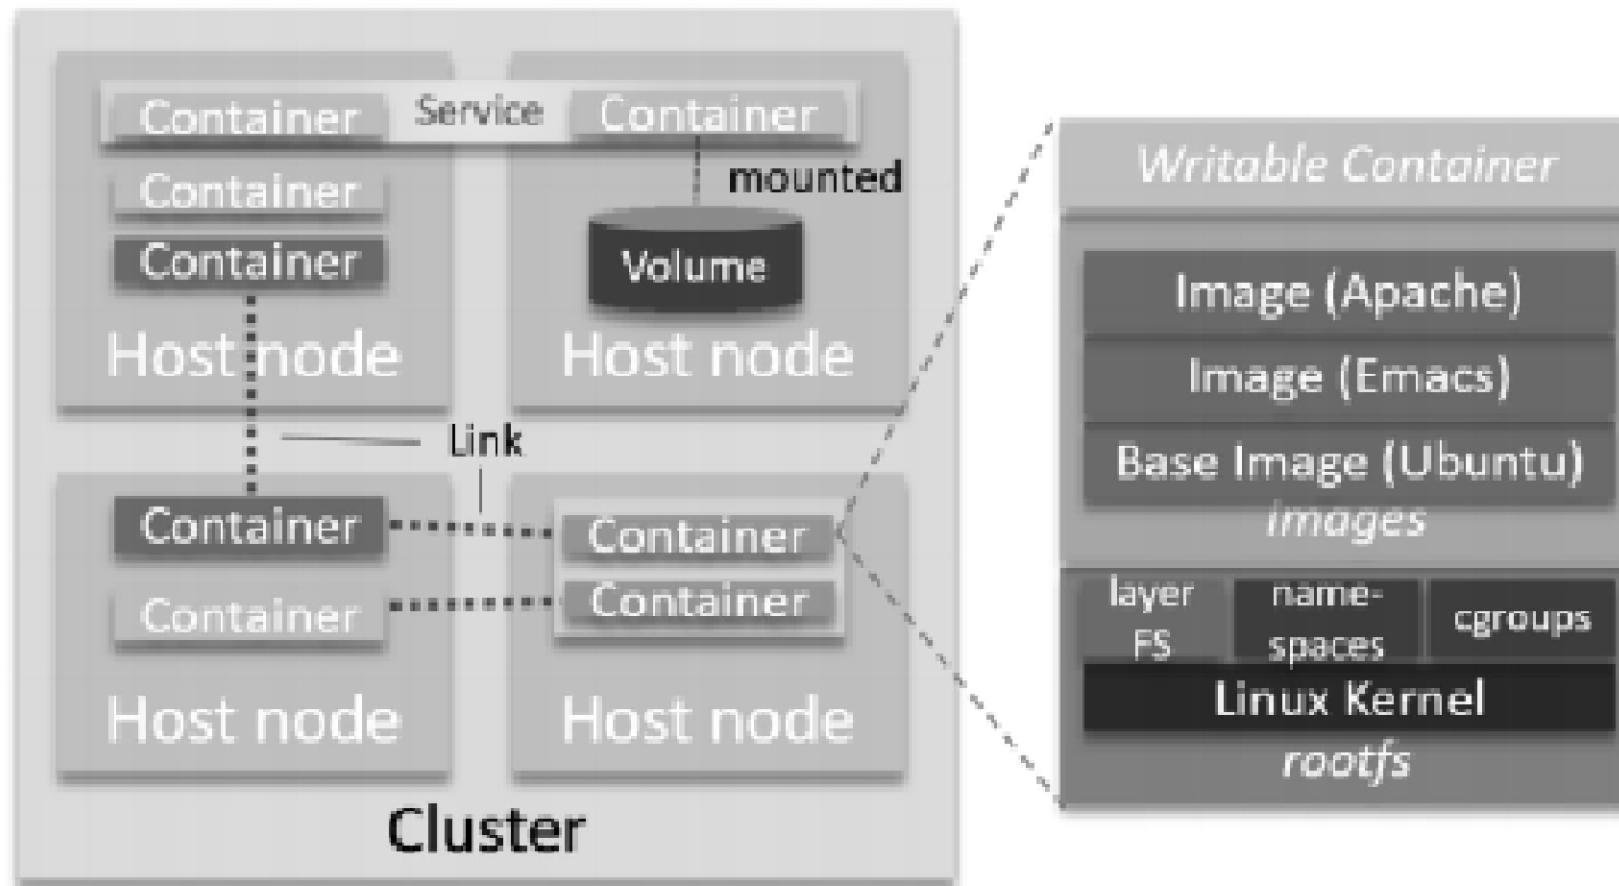 Container Service Container
Container
mounted
Container
Volume
Host node
Host node
Link
Container
Container
Container
Container
Host node
Host node
Cluster
Writable Container
Image (Apache)
Image (Emacs)
Base Image (Ubuntu)
images
layer
FS
name-
spaces
cgroups
Linux Kernel
rootfs